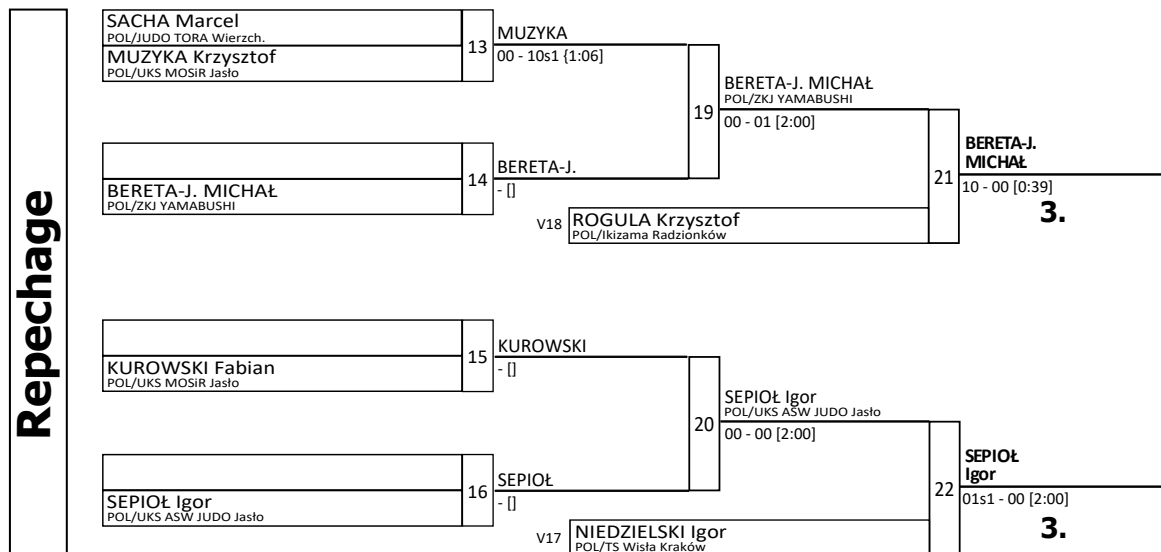 Repechage
SACHA Marcel
POL/JUDO TORA Wierzch.
MUZYKA Krzysztof
POL/UKS MOSiR Jasło
13
MUZYKA
00 - 10s1 {1:06}
BERETA-J. MICHAŁ
POL/ZKJ YAMABUSHI
14
BERETA-J.
- []
19
BERETA-J. MICHAŁ
POL/ZKJ YAMABUSHI
00 - 01 [2:00]
V18
ROGULA Krzysztof
POL/Ikizama Radzionków
21
BERETA-J.
MICHAŁ
10 - 00 [0:39]
3.
KUROWSKI Fabian
POL/UKS MOSiR Jasło
15
KUROWSKI
- []
SEPIOŁ Igor
POL/UKS ASW JUDO Jasło
16
SEPIOŁ
- []
20
SEPIOŁ Igor
POL/UKS ASW JUDO Jasło
00 - 00 [2:00]
V17
NIEDZIELSKI Igor
POL/TS Wisła Kraków
22
SEPIOŁ
Igor
01s1 - 00 [2:00]
3.